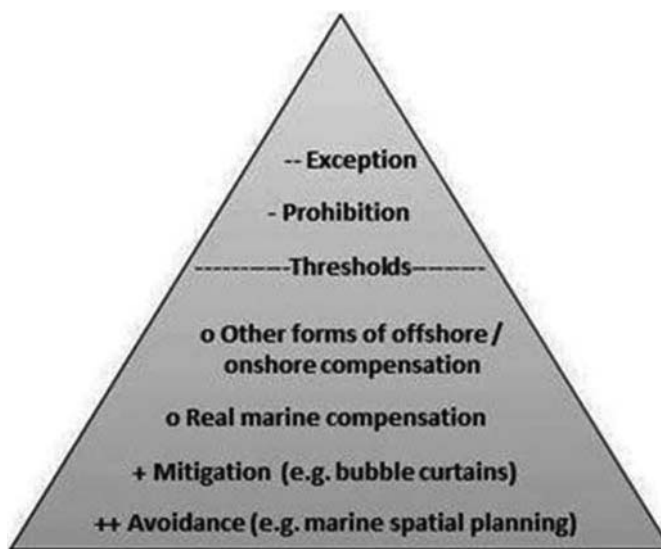 -- Exception
- Prohibition
-----------Thresholds---------
o Other forms of offshore /
onshore compensation
o Real marine compensation
+ Mitigation (e.g. bubble curtains)
++ Avoidance (e.g. marine spatial planning)